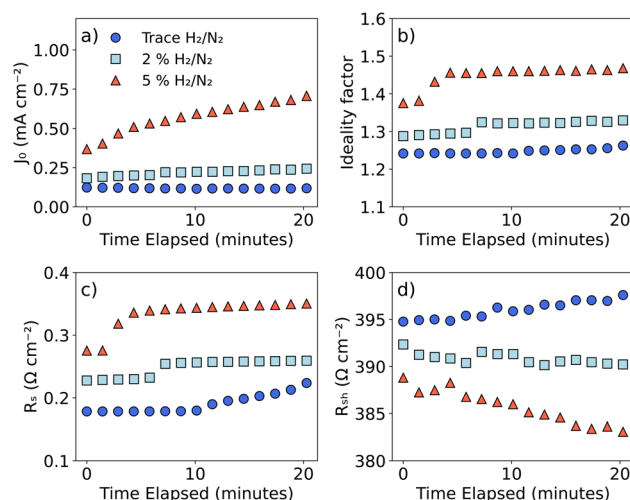 a)
Trace H₂/N₂
2 % H₂/N₂
5 % H₂/N₂
J₀ (mA cm⁻²)
1.00
0.75
0.50
0.25
0.00
0
10
20
Time Elapsed (minutes)
b)
Ideality factor
1.6
1.5
1.4
1.3
1.2
1.1
0
10
20
Time Elapsed (minutes)
c)
Rₛ (Ω cm⁻²)
0.4
0.3
0.2
0.1
0
10
20
Time Elapsed (minutes)
d)
Rₛₕ (Ω cm⁻²)
400
395
390
385
380
0
10
20
Time Elapsed (minutes)